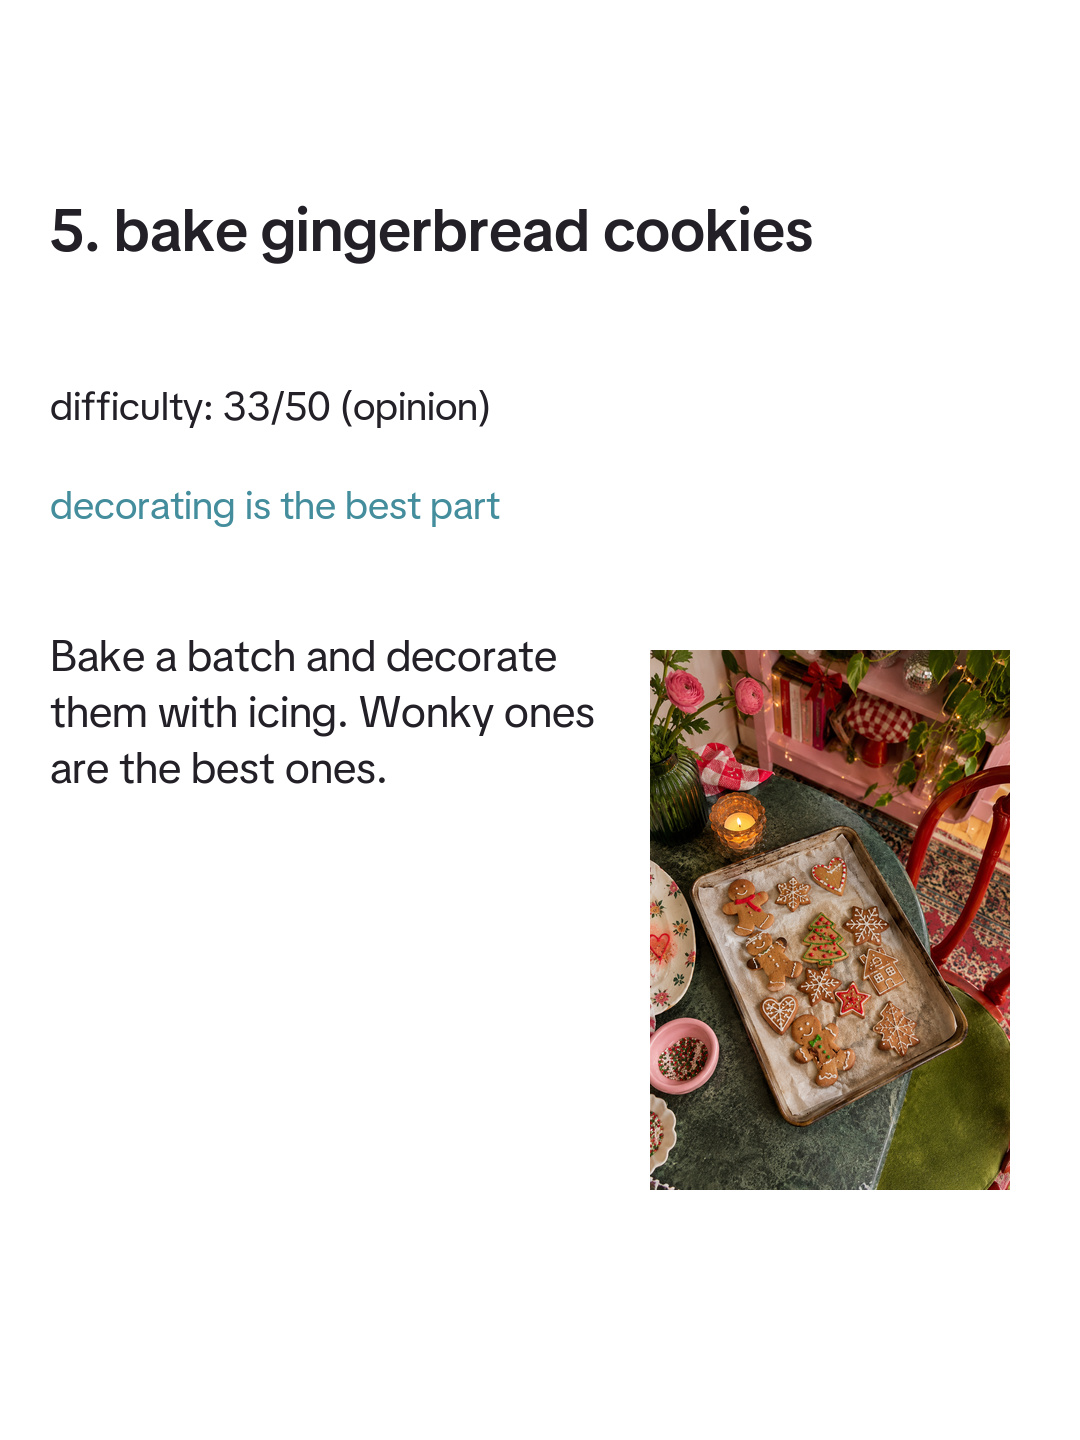 5. bake gingerbread cookies
difficulty: 33/50 (opinion)
decorating is the best part
Bake a batch and decorate
them with icing. Wonky ones
are the best ones.